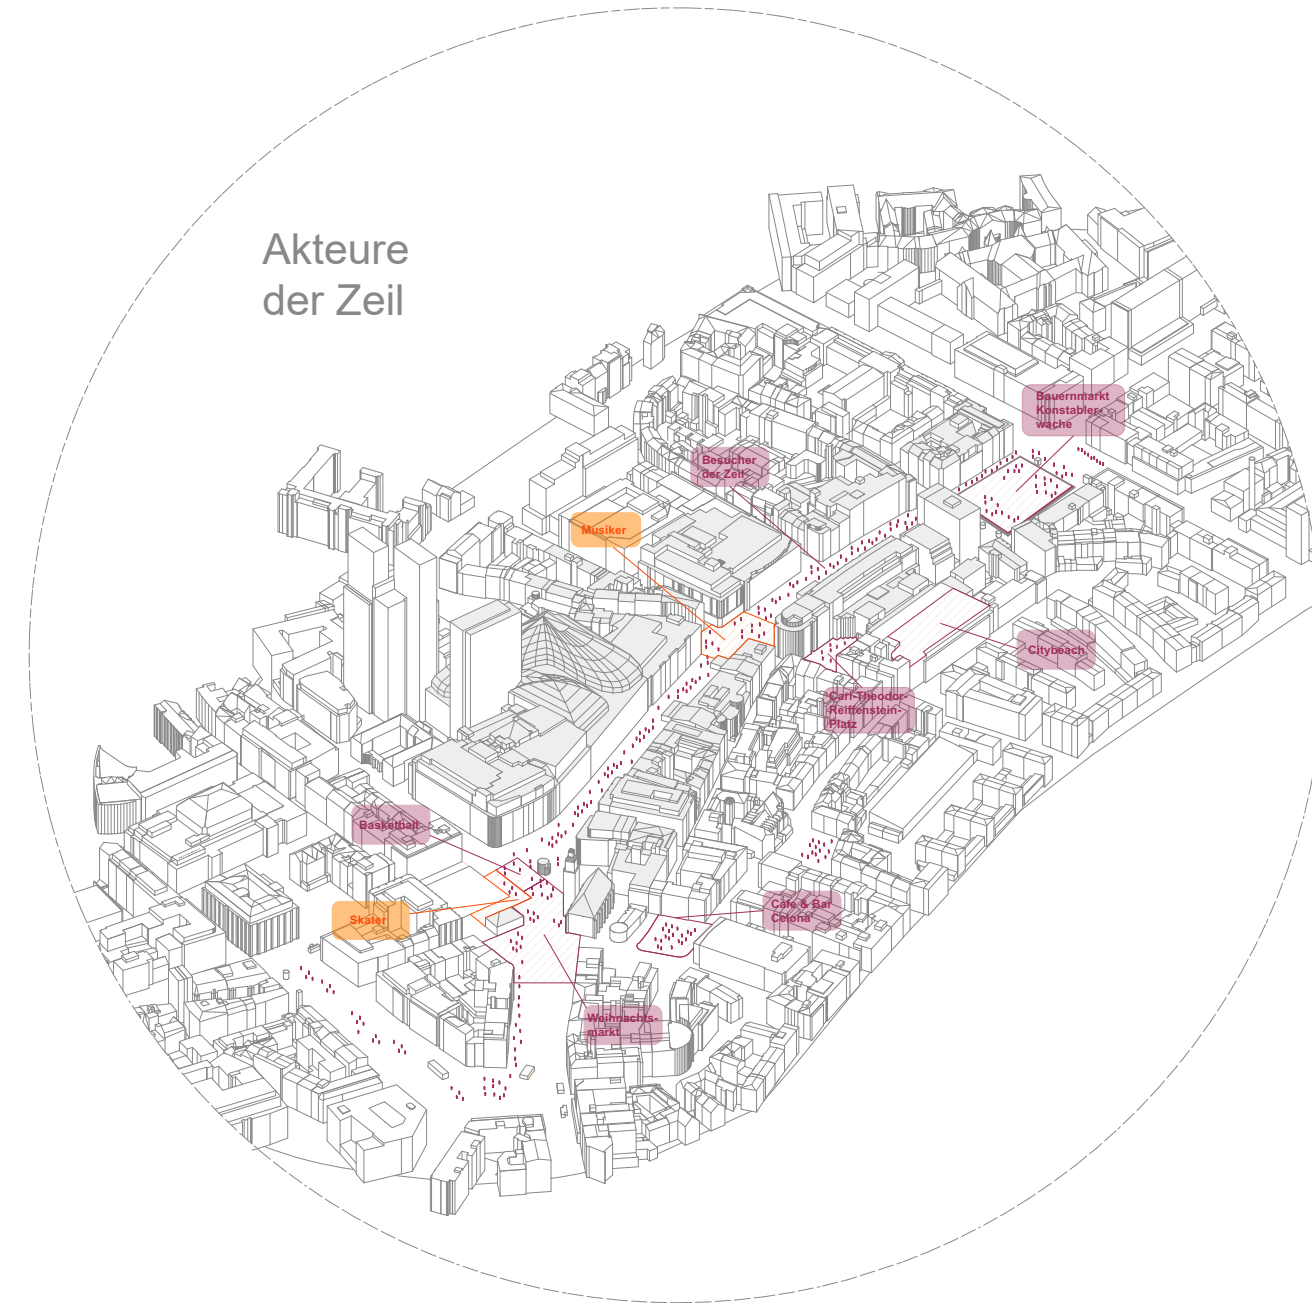 Akteure
der Zeil
Bauernmarkt
Konstabler-
wache
Besucher
der Zeil
Musiker
Citybeach
Carl-Theodor-
Reiffenstein-
Platz
Basketball
Skater
Cafe & Bar
Celona
Weihnachts-
markt